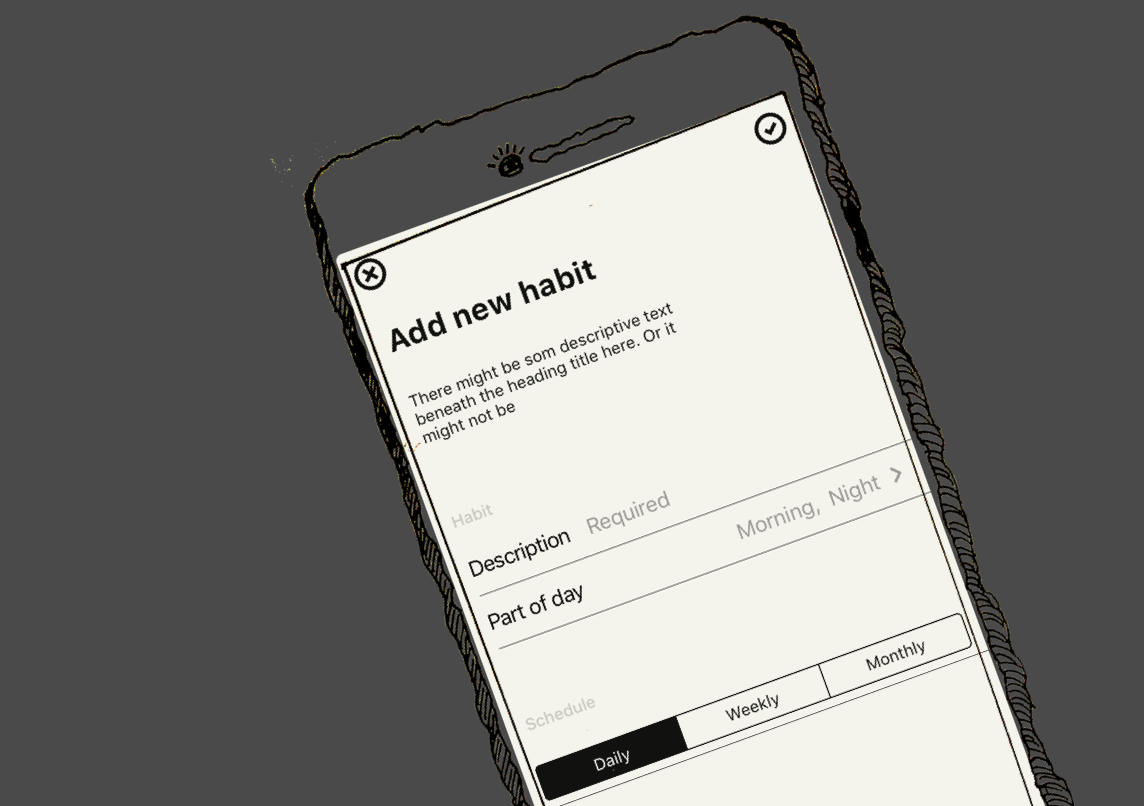 Add new habit
There might be som descriptive text
beneath the heading title here. Or it
might not be
Habit
Description Required
Part of day Morning, Night
Schedule
Daily Weekly Monthly